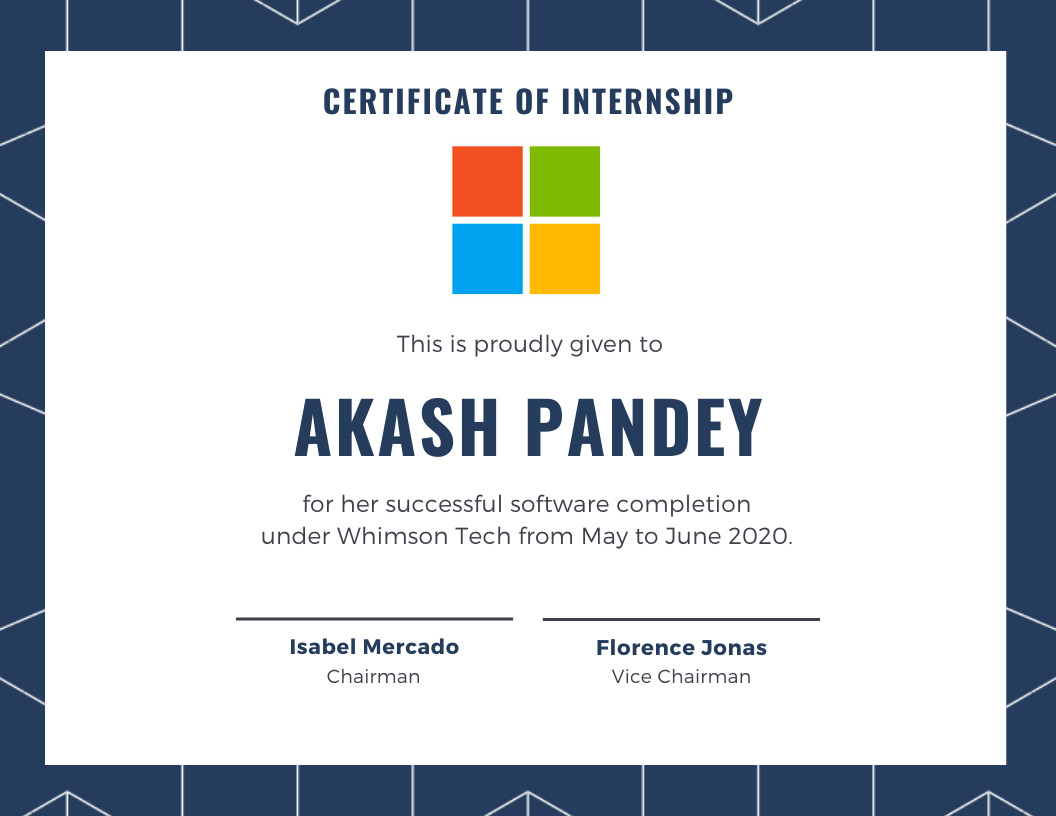 CERTIFICATE OF INTERNSHIP
This is proudly given to
AKASH PANDEY
for her successful software completion
under Whimson Tech from May to June 2020.
Isabel Mercado
Chairman
Florence Jonas
Vice Chairman